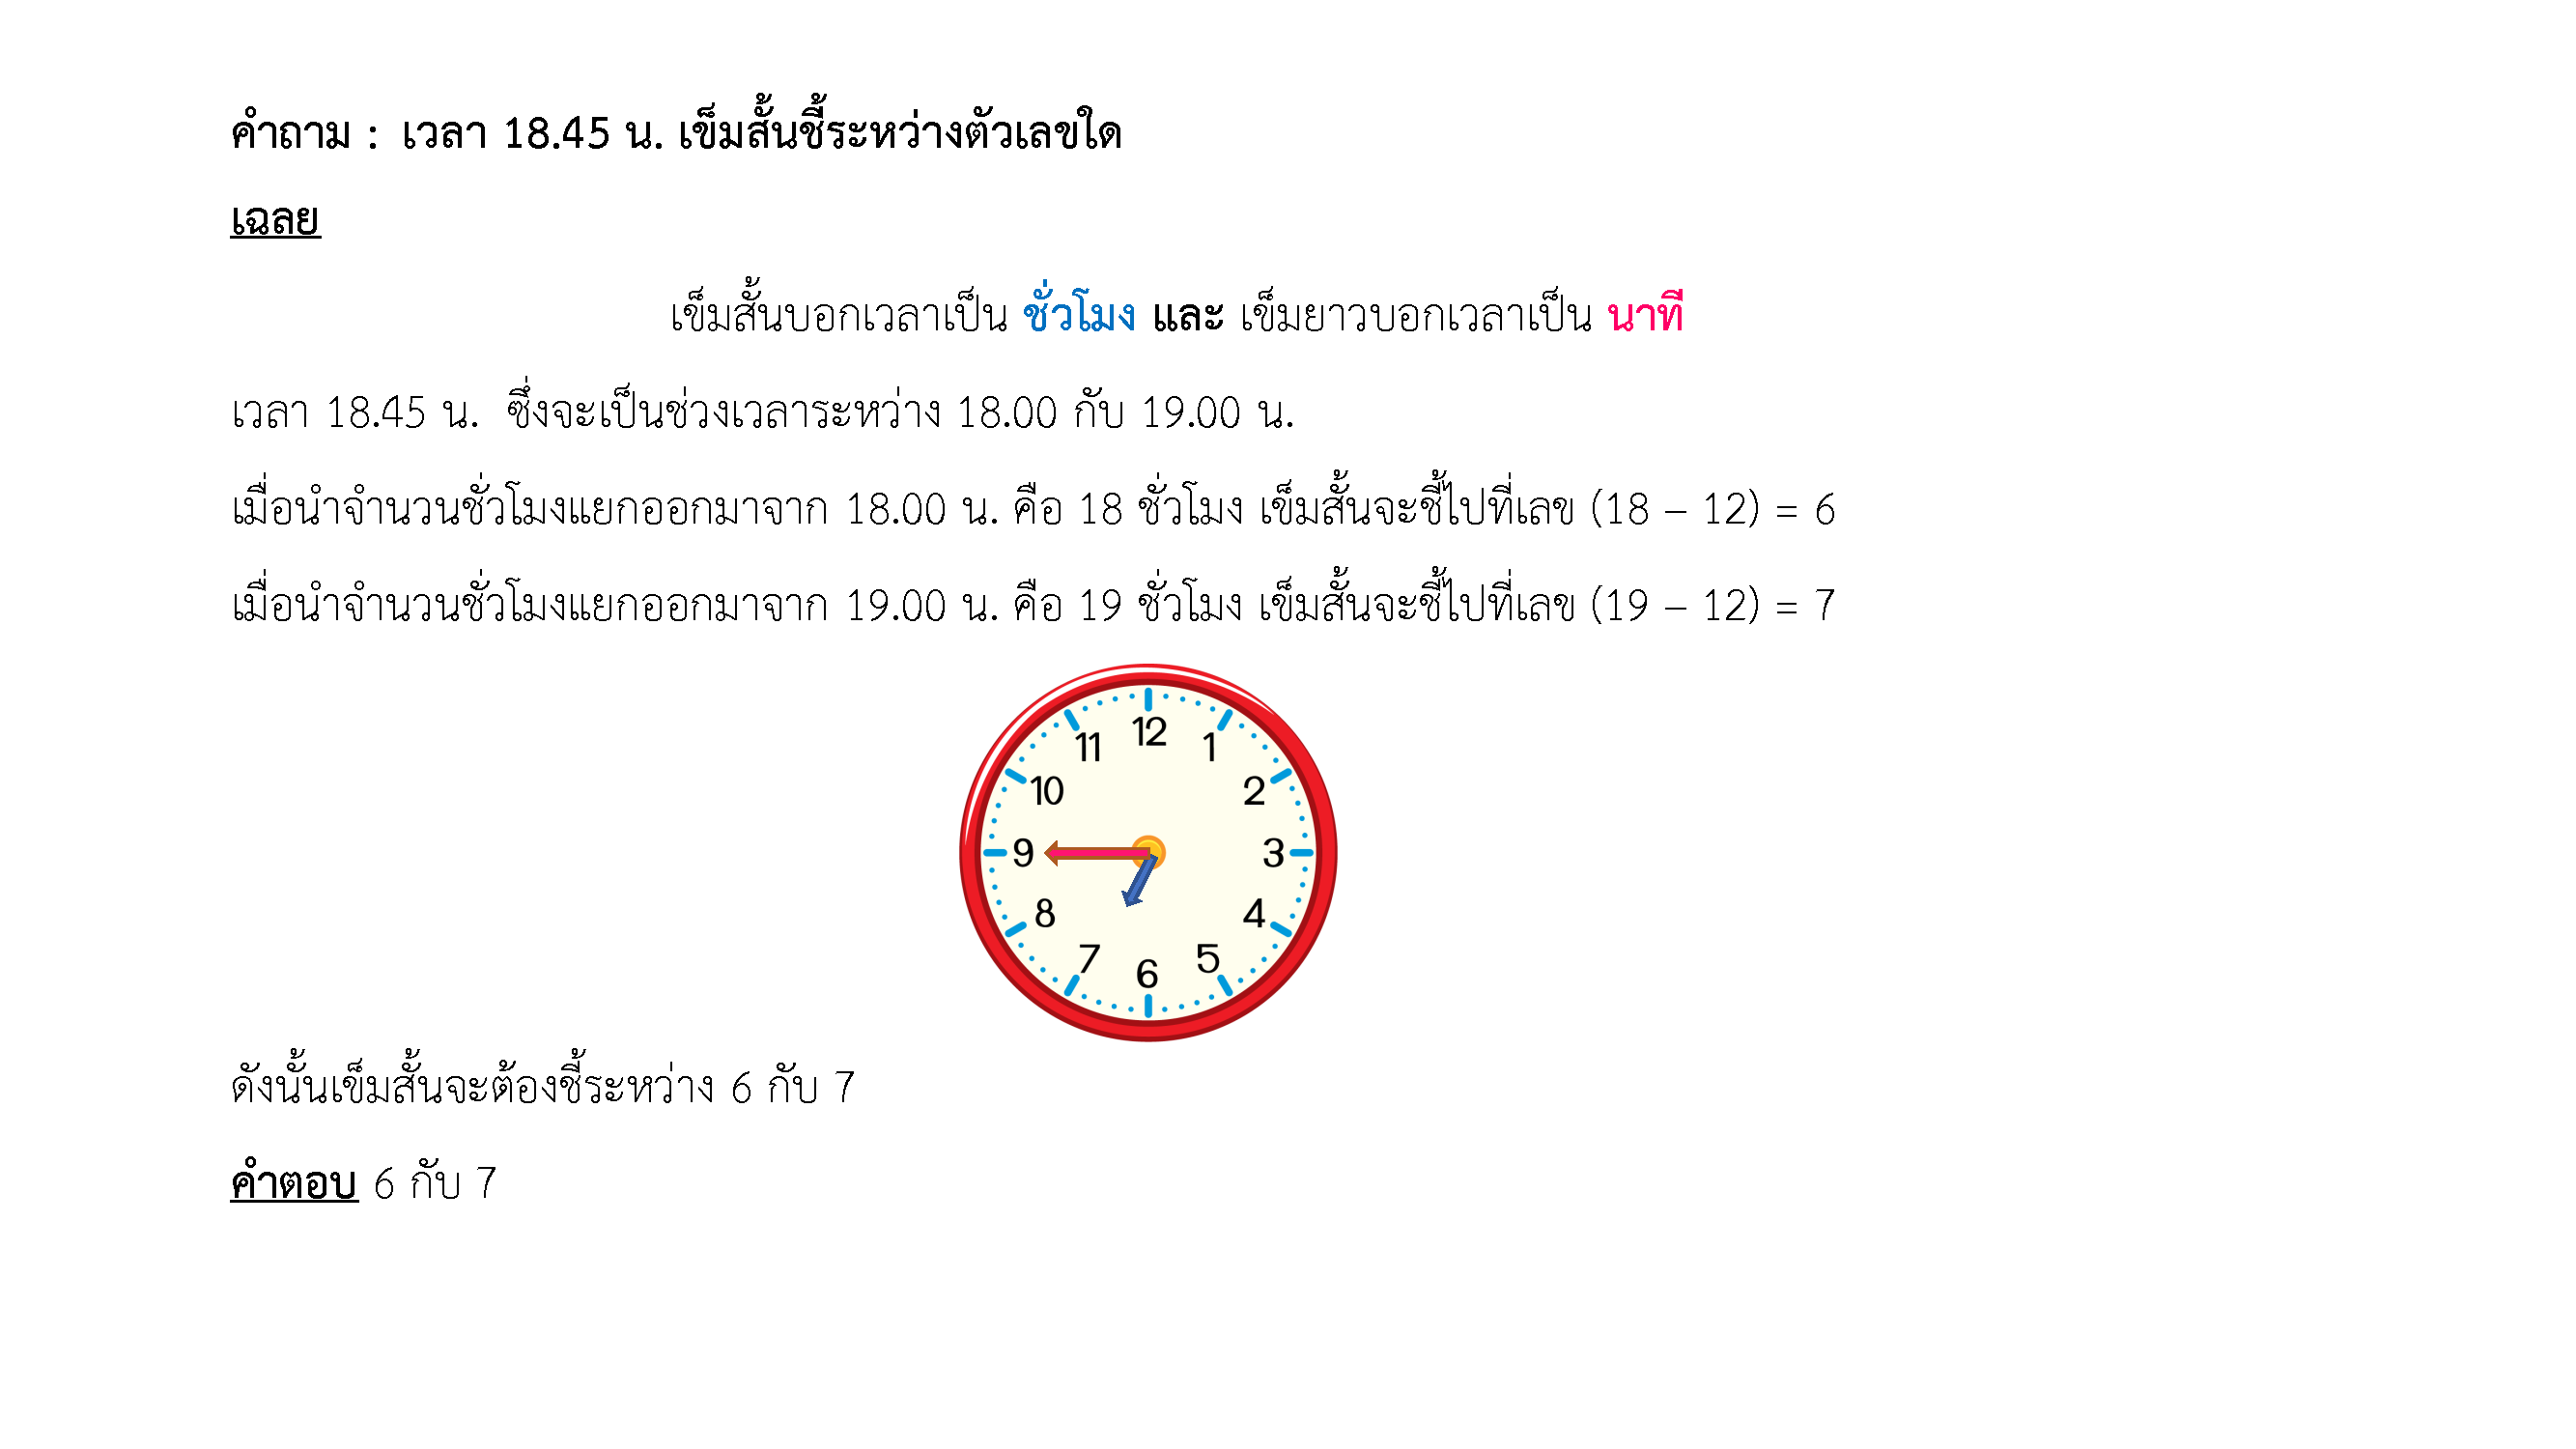 คำถาม : เวลา 18.45 น. เข็มสั้นชี้ระหว่างตัวเลขใด
เฉลย
เข็มสั้นบอกเวลาเป็น ชั่วโมง และ เข็มยาวบอกเวลาเป็น นาที
เวลา 18.45 น. ซึ่งจะเป็นช่วงเวลาระหว่าง 18.00 กับ 19.00 น.
เมื่อนำจำนวนชั่วโมงแยกออกมาจาก 18.00 น. คือ 18 ชั่วโมง เข็มสั้นจะชี้ไปที่เลข (18 – 12) = 6
เมื่อนำจำนวนชั่วโมงแยกออกมาจาก 19.00 น. คือ 19 ชั่วโมง เข็มสั้นจะชี้ไปที่เลข (19 – 12) = 7
12
11 1
10 2
9 3
8 4
7 5
6
ดังนั้นเข็มสั้นจะต้องชี้ระหว่าง 6 กับ 7
คำตอบ 6 กับ 7